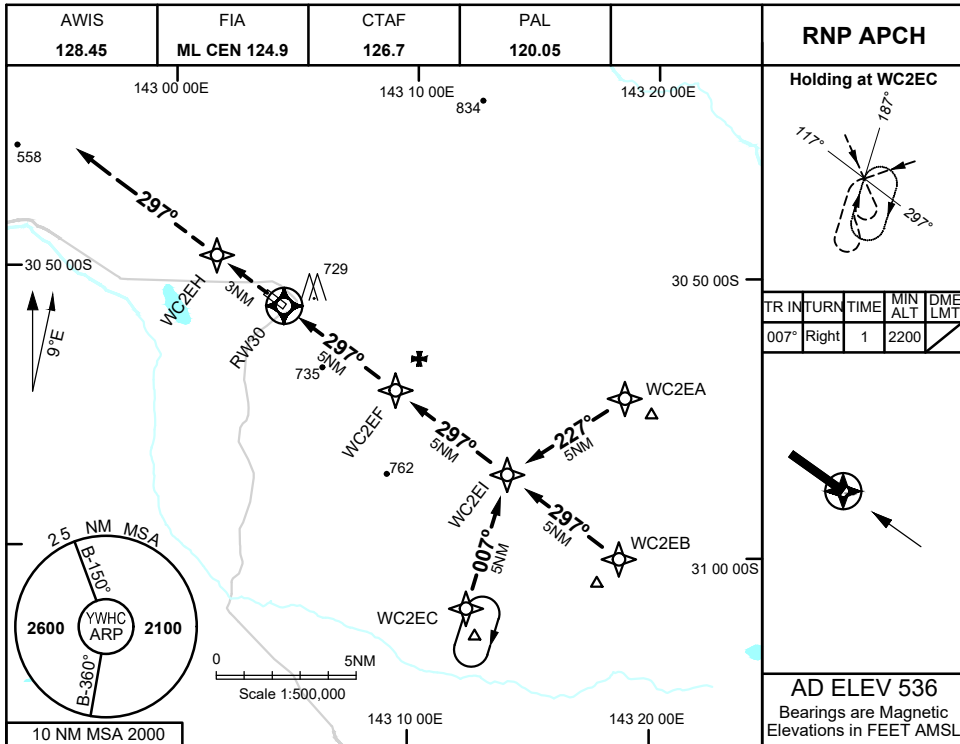 AWIS
128.45
FIA
ML CEN 124.9
CTAF
126.7
PAL
120.05
RNP APCH
143 00 00E
143 10 00E
143 20 00E
834
558
297°
WC2EH
3NM
729
30 50 00S
30 50 00S
9°E
RW30
297°
5NM
735
WC2EF
297°
5NM
762
WC2EA
227°
5NM
WC2EI
297°
5NM
WC2EB
007°
5NM
WC2EC
31 00 00S
25 NM MSA
B-150°
2600
YWHC
ARP
2100
B-360°
10 NM MSA 2000
0
5NM
Scale 1:500,000
143 10 00E
143 20 00E
Holding at WC2EC
187°
117°
297°
TR IN TURN TIME MIN ALT DME LMT
007° Right 1 2200
AD ELEV 536
Bearings are Magnetic
Elevations in FEET AMSL